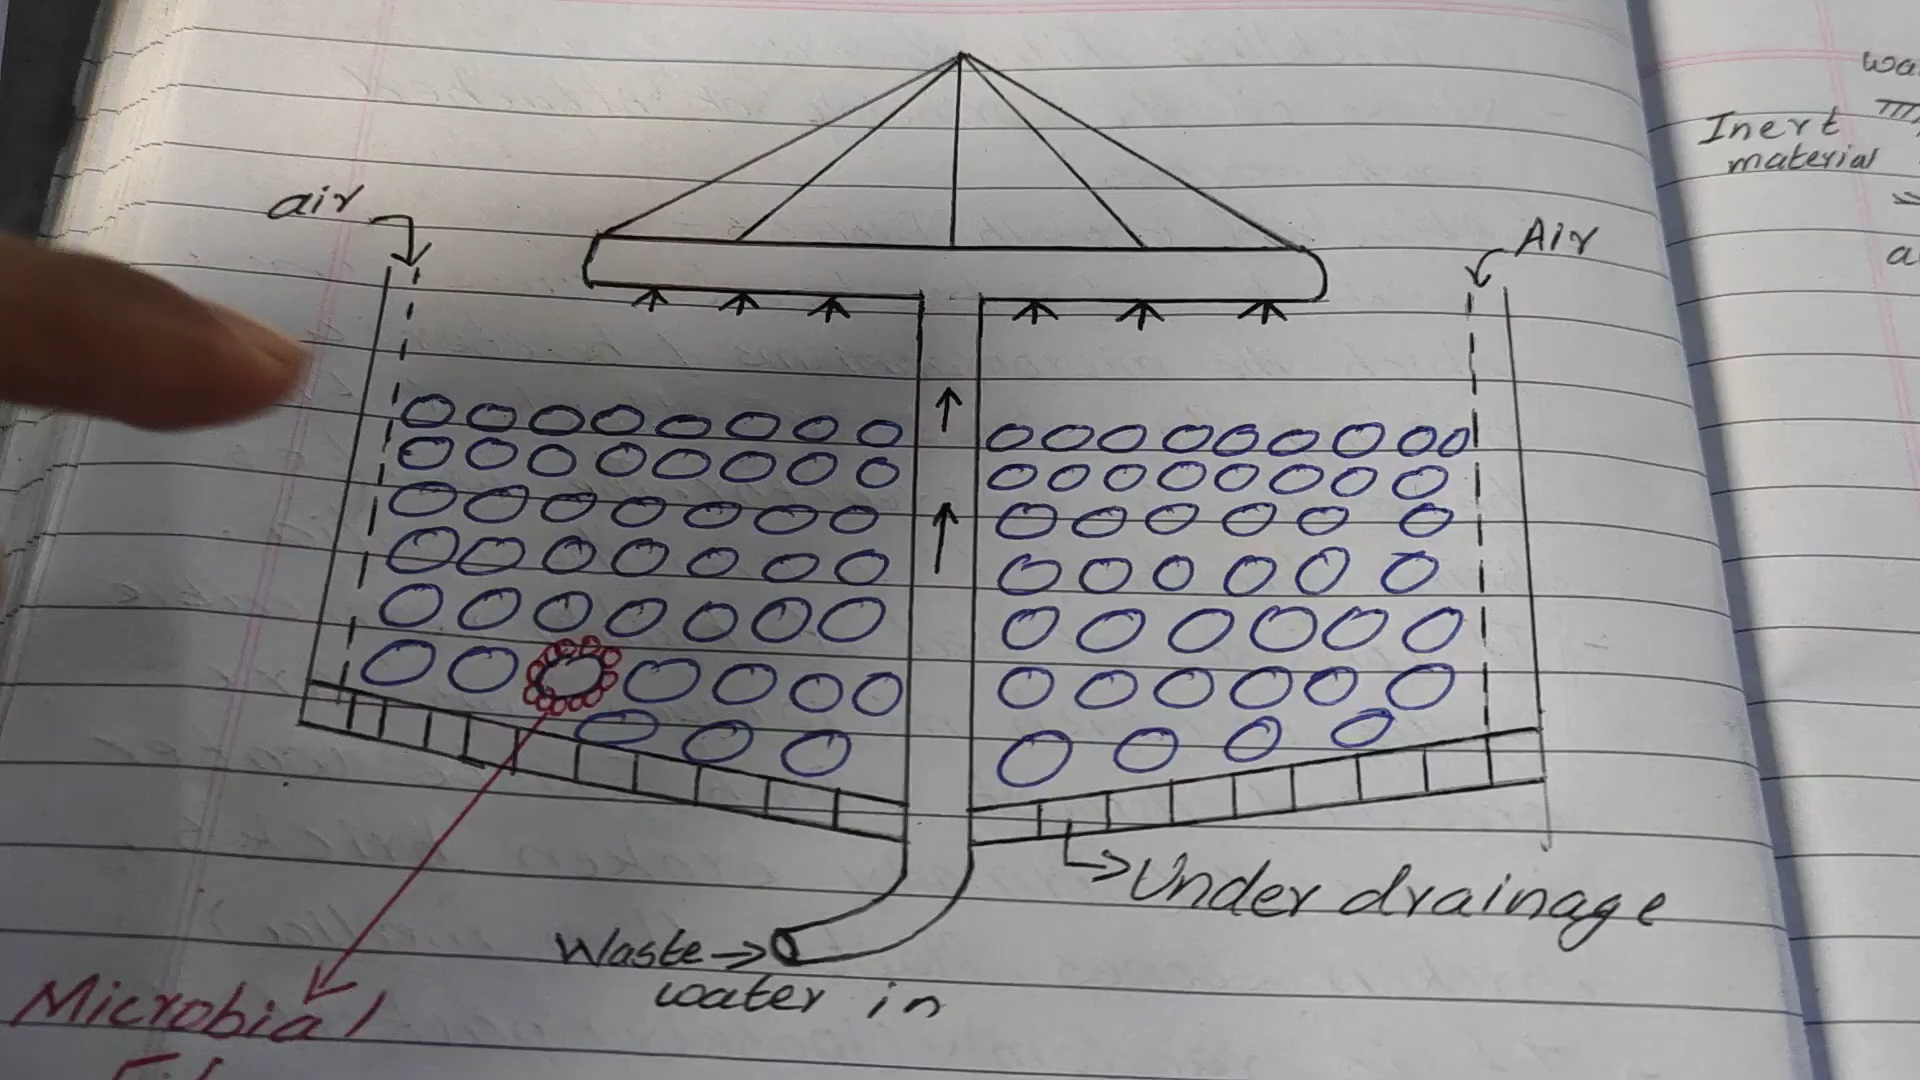 air
Air
Inert
material
Under drainage
Waste
water in
Microbial